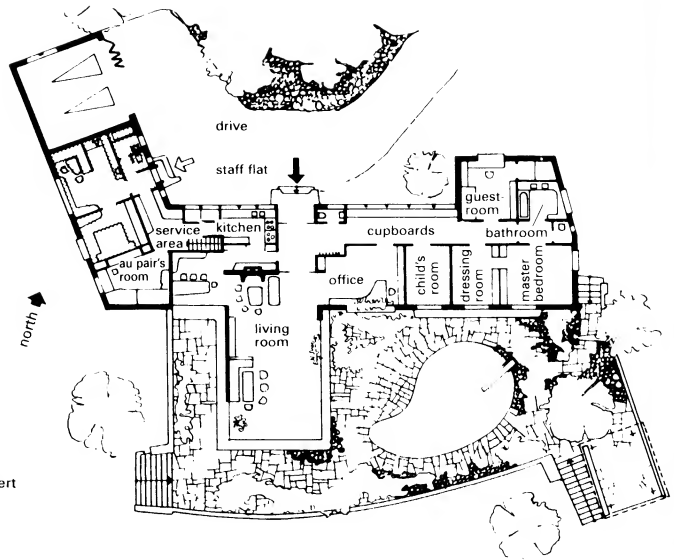 drive
staff flat
guest-
room
kitchen
cupboards
bathroom
service
area
au pair's
room
office
child's
room
dressing
room
master
bedroom
living
room
north
ert